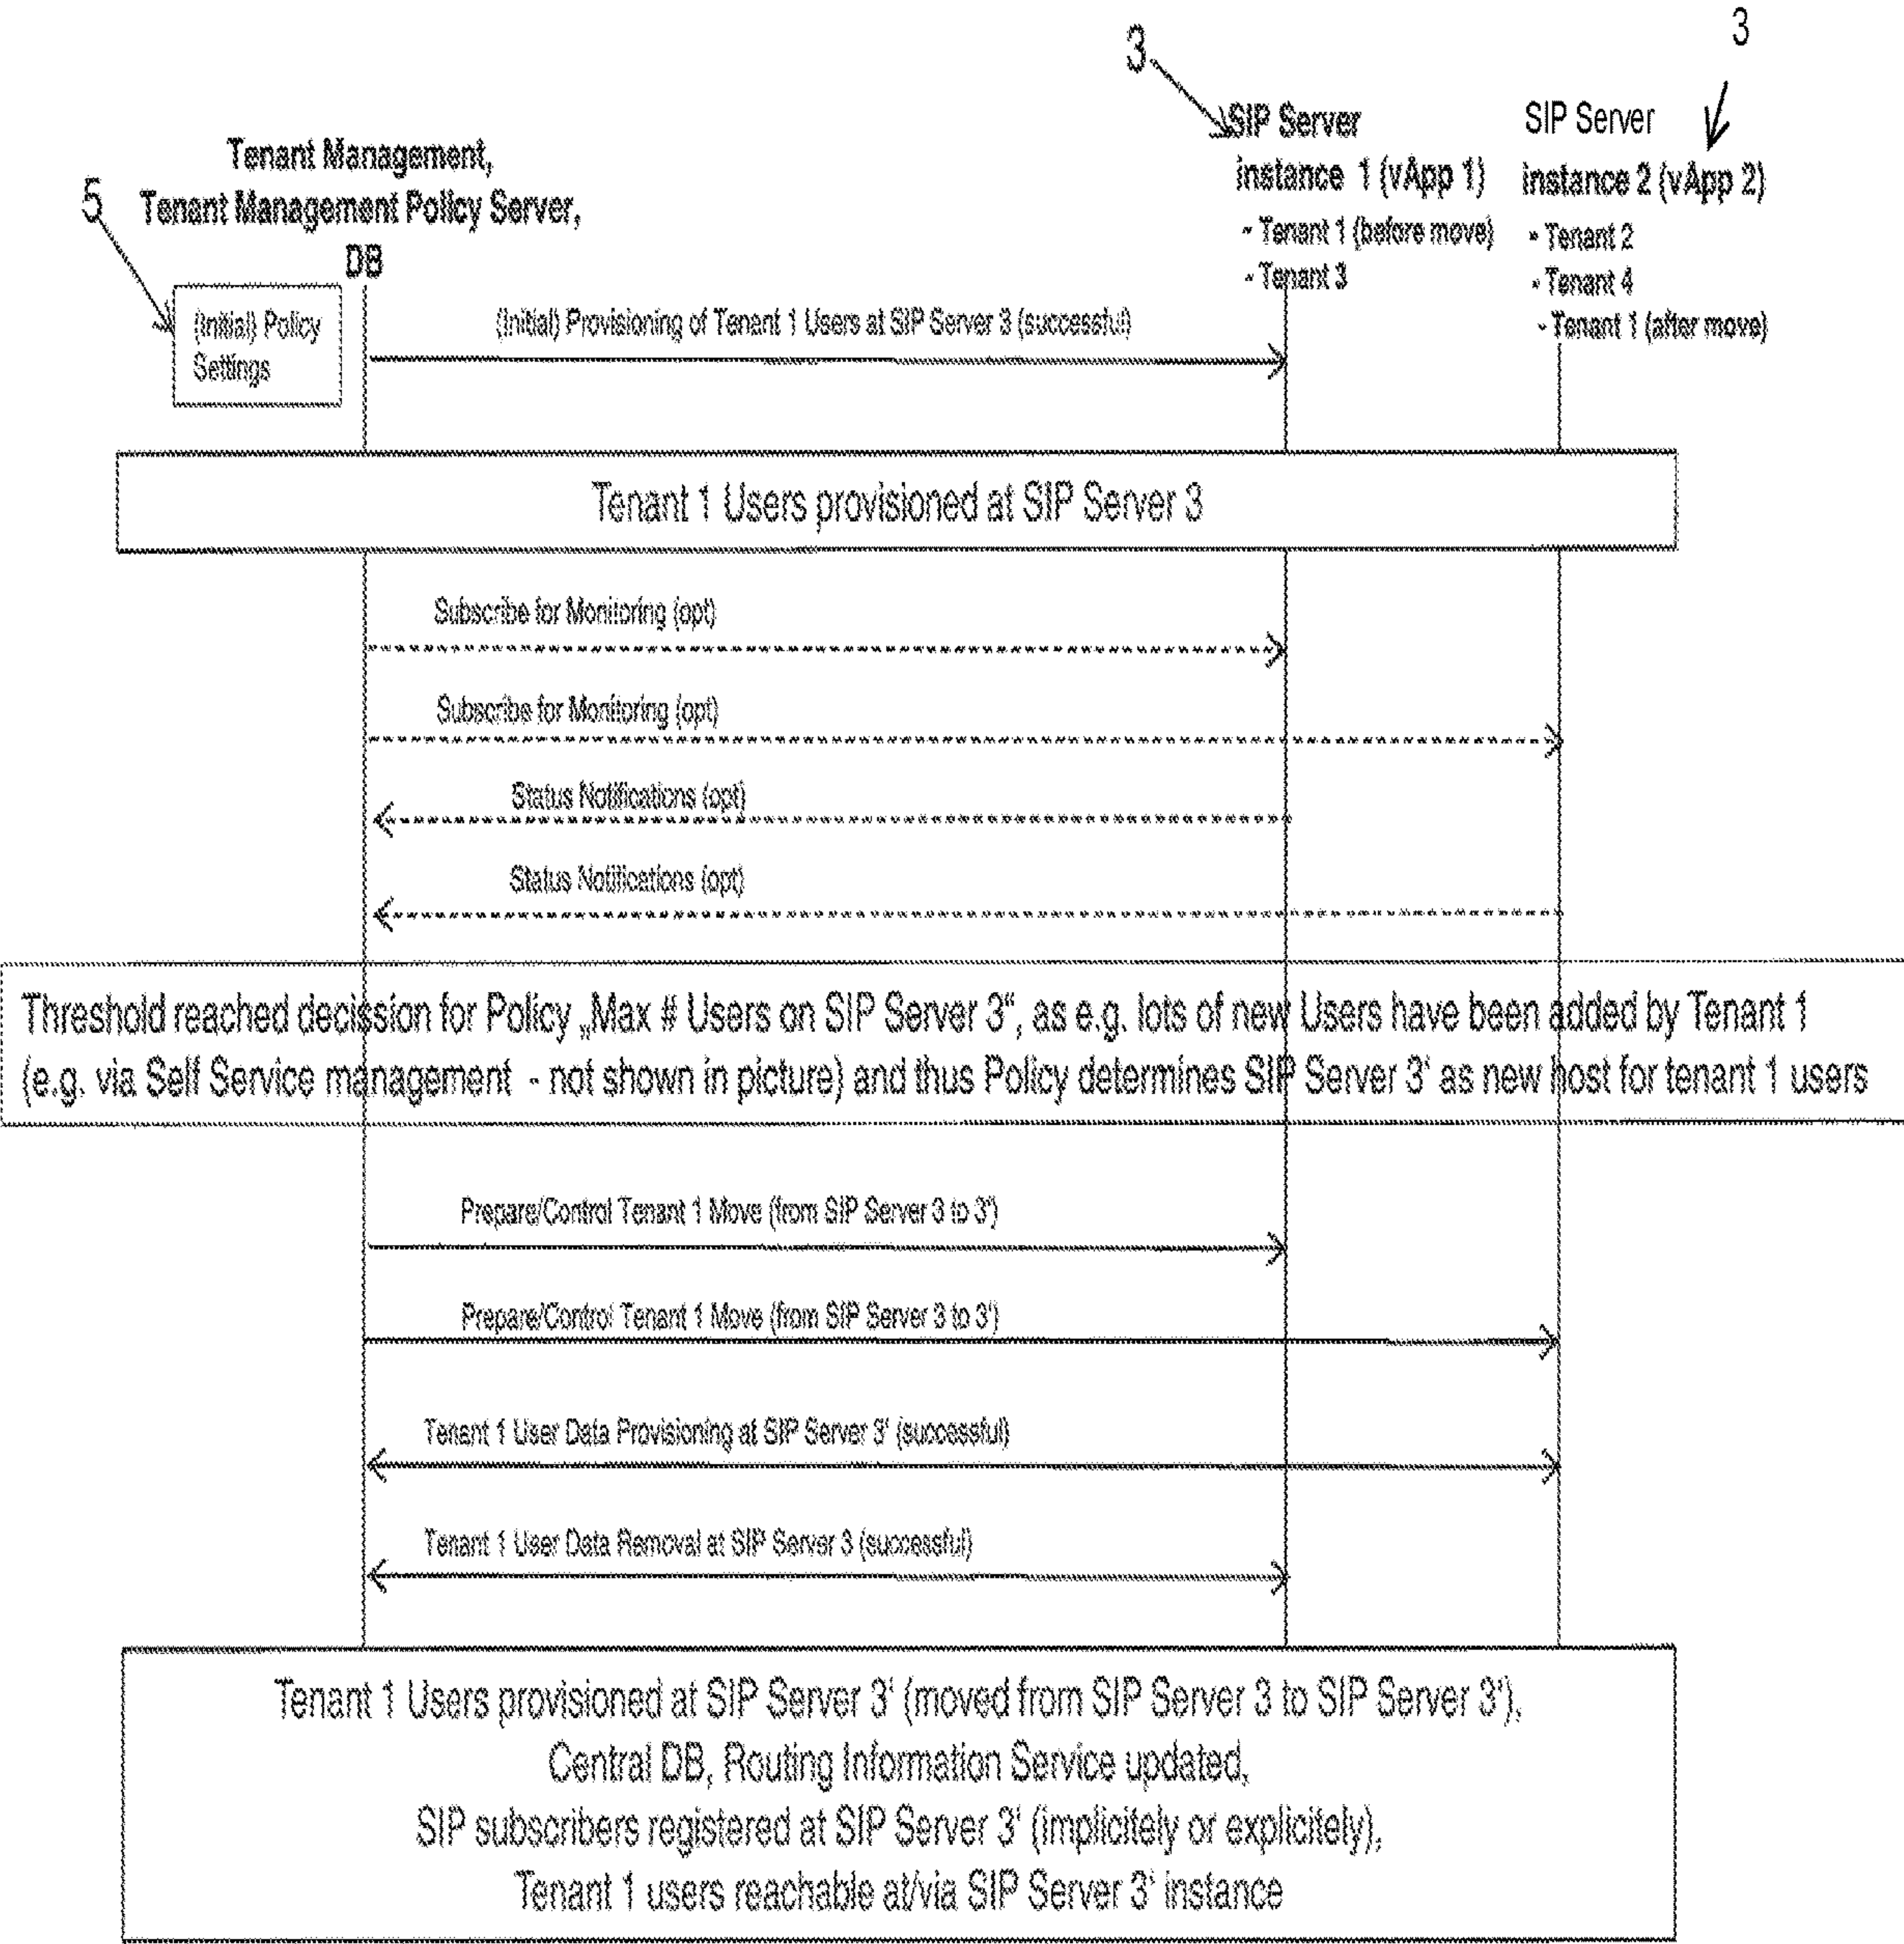 3
3
5
Tenant Management,
Tenant Management Policy Server,
DB
SIP Server
instance 1 (vApp 1)
- Tenant 1 (before move)
- Tenant 3
SIP Server
instance 2 (vApp 2)
- Tenant 2
- Tenant 4
- Tenant 1 (after move)
(Initial) Policy
Settings
(Initial) Provisioning of Tenant 1 Users at SIP Server 3 (successful)
Tenant 1 Users provisioned at SIP Server 3
Subscribe for Monitoring (opt)
Subscribe for Monitoring (opt)
Status Notifications (opt)
Status Notifications (opt)
Threshold reached decission for Policy „Max # Users on SIP Server 3“, as e.g. lots of new Users have been added by Tenant 1
(e.g. via Self Service management - not shown in picture) and thus Policy determines SIP Server 3‘ as new host for tenant 1 users
Prepare/Control Tenant 1 Move (from SIP Server 3 to 3‘)
Prepare/Control Tenant 1 Move (from SIP Server 3 to 3‘)
Tenant 1 User Data Provisioning at SIP Server 3‘ (successful)
Tenant 1 User Data Removal at SIP Server 3 (successful)
Tenant 1 Users provisioned at SIP Server 3‘ (moved from SIP Server 3 to SIP Server 3‘),
Central DB, Routing Information Service updated,
SIP subscribers registered at SIP Server 3‘ (implicitely or explicitely),
Tenant 1 users reachable at/via SIP Server 3‘ instance